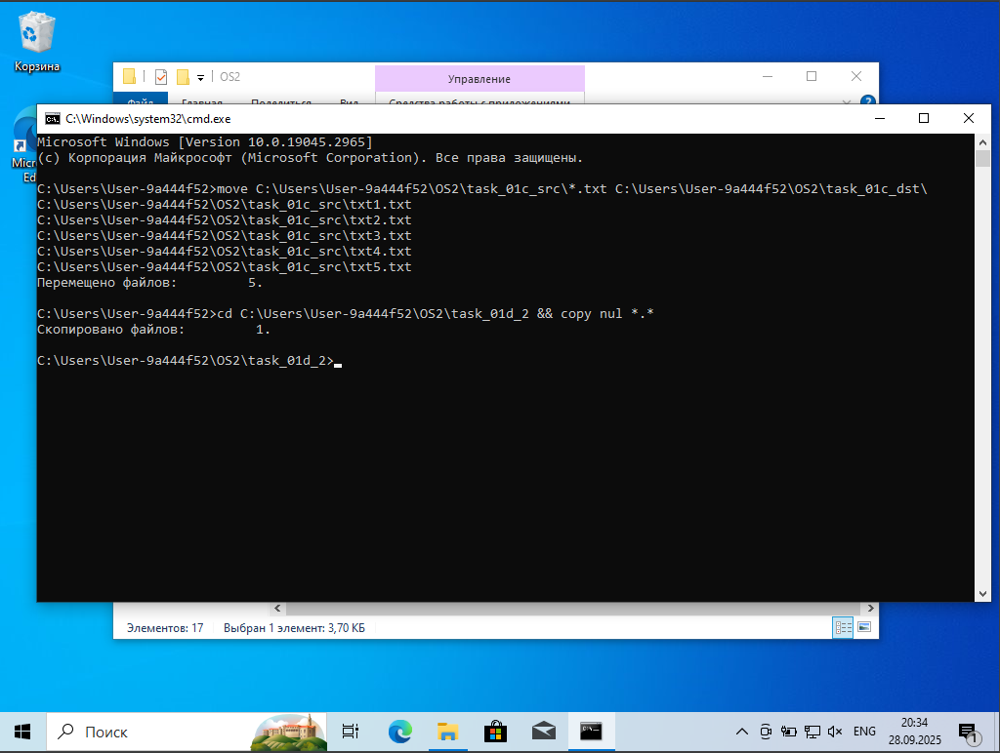 Корзина
OS2
Управление
Файл Главная Поделиться Вид Средства работы с приложениями
C:\Windows\system32\cmd.exe
Micr
Ed
Microsoft Windows [Version 10.0.19045.2965]
(c) Корпорация Майкрософт (Microsoft Corporation). Все права защищены.
C:\Users\User-9a444f52>move C:\Users\User-9a444f52\OS2\task_01c_src\*.txt C:\Users\User-9a444f52\OS2\task_01c_dst\
C:\Users\User-9a444f52\OS2\task_01c_src\txt1.txt
C:\Users\User-9a444f52\OS2\task_01c_src\txt2.txt
C:\Users\User-9a444f52\OS2\task_01c_src\txt3.txt
C:\Users\User-9a444f52\OS2\task_01c_src\txt4.txt
C:\Users\User-9a444f52\OS2\task_01c_src\txt5.txt
Перемещено файлов:         5.
C:\Users\User-9a444f52>cd C:\Users\User-9a444f52\OS2\task_01d_2 && copy nul *.*
Скопировано файлов:         1.
C:\Users\User-9a444f52\OS2\task_01d_2>
Элементов: 17 Выбран 1 элемент: 3,70 КБ
Поиск
ENG
20:34
28.09.2025
1